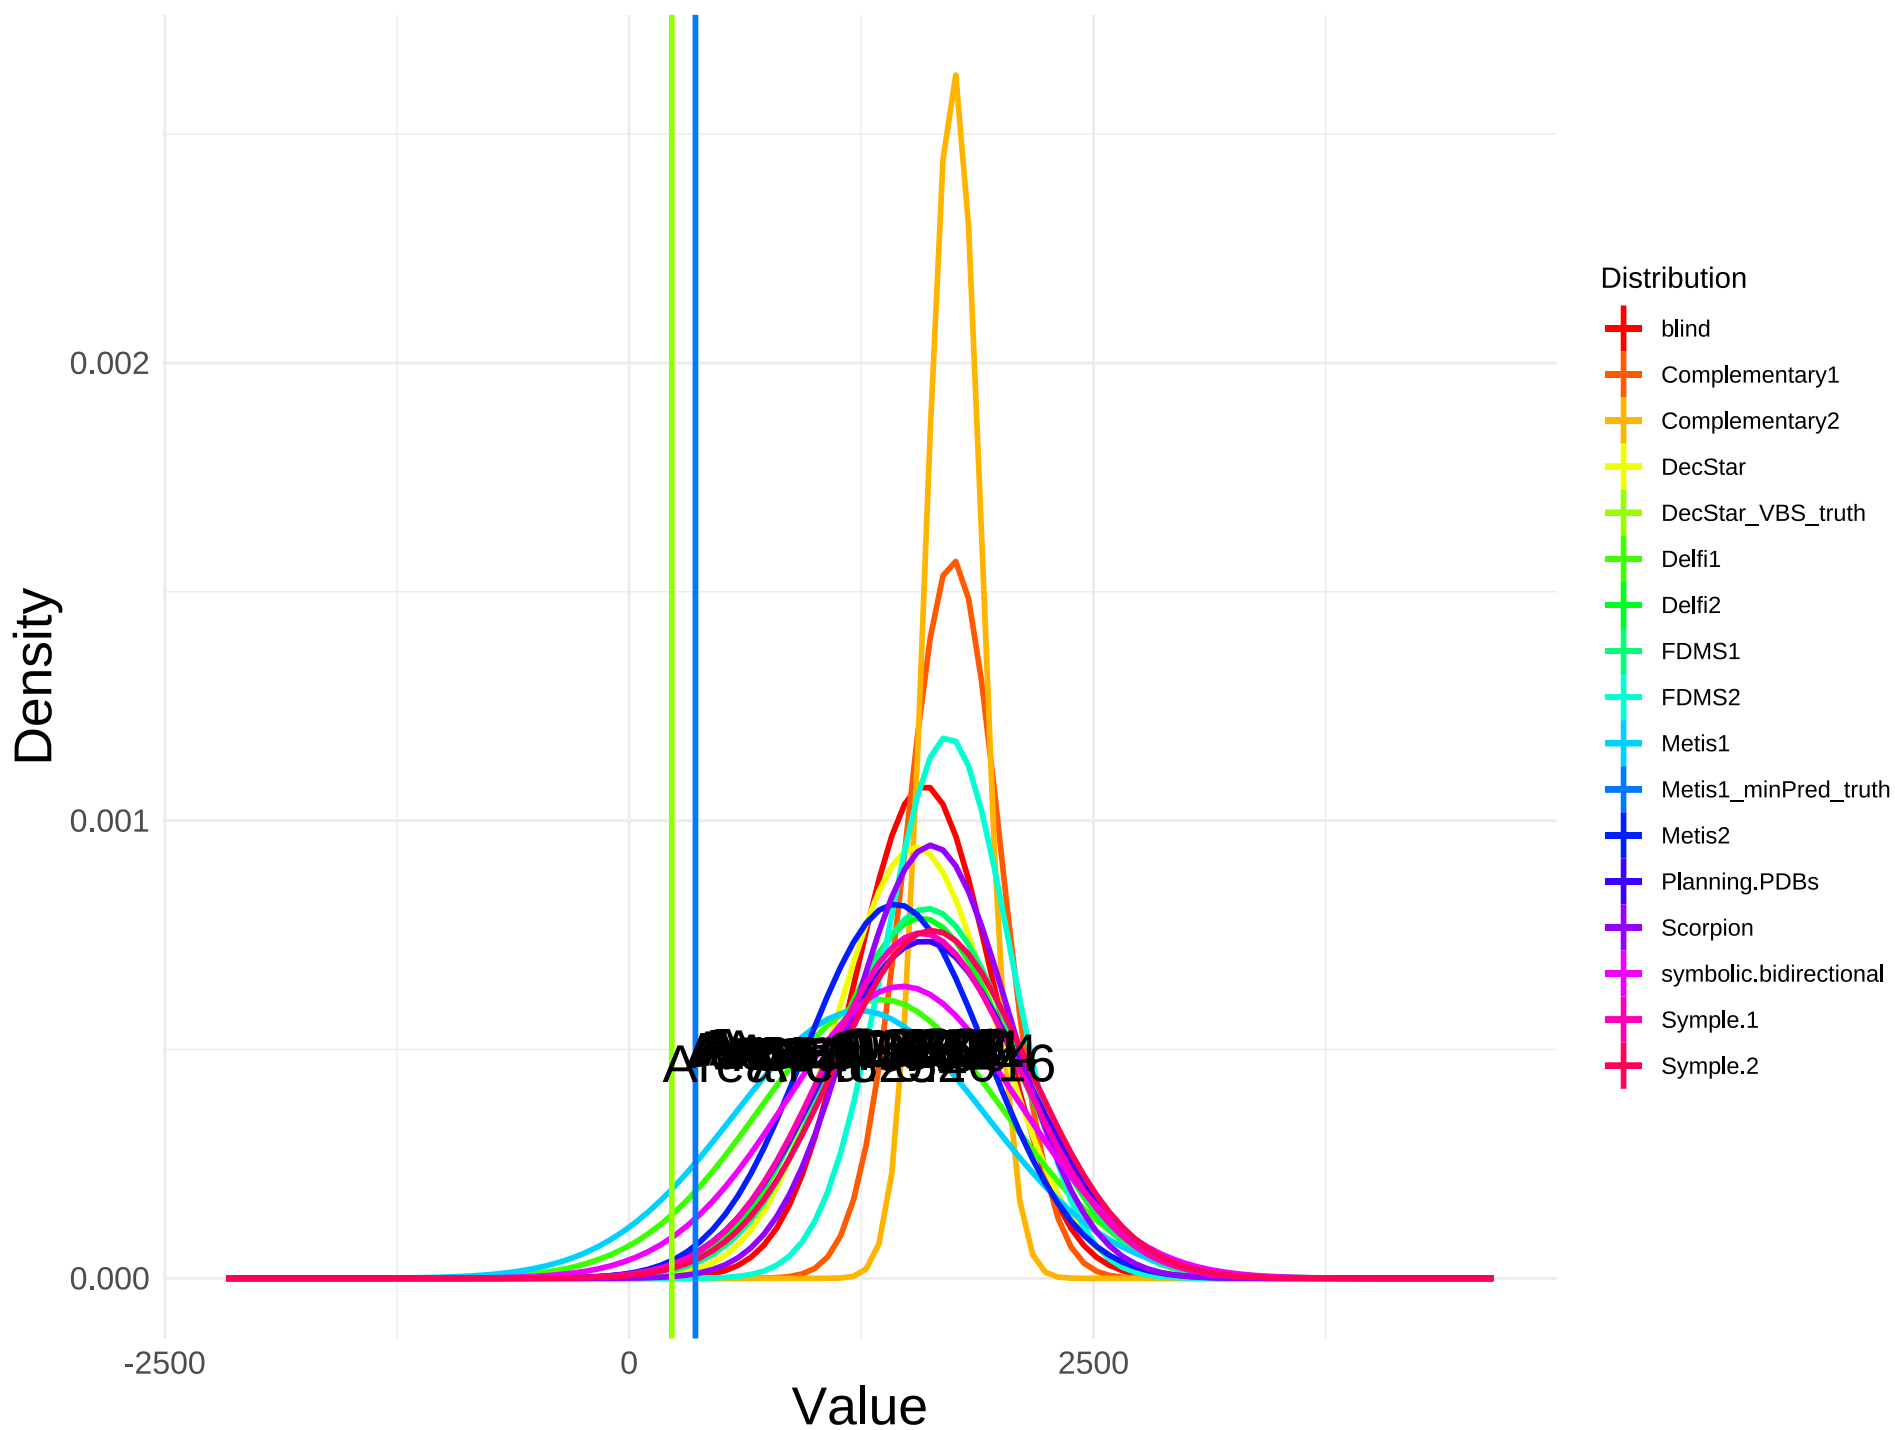 Density
0.002
0.001
0.000
-2500
0
2500
Value
Distribution
blind
Complementary1
Complementary2
DecStar
DecStar_VBS_truth
Delfi1
Delfi2
FDMS1
FDMS2
Metis1
Metis1_minPred_truth
Metis2
Planning.PDBs
Scorpion
symbolic.bidirectional
Symple.1
Symple.2